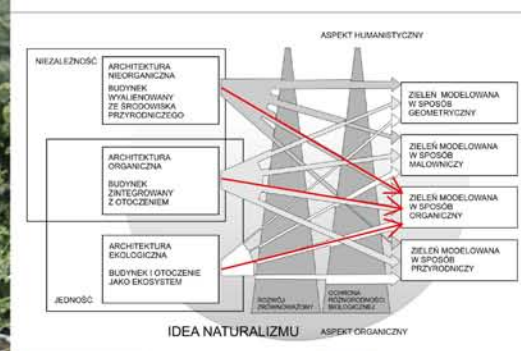 ASPEKT HUMANISTYCZNY
NIEZALEŻNOŚĆ
ARCHITEKTURA
NIEORGANICZNA
BUDYNEK
WYALIENOWANY
ZE ŚRODOWISKA
PRZYRODNICZEGO
ARCHITEKTURA
ORGANICZNA
BUDYNEK
ZINTEGROWANY
Z OTOCZENIEM
ARCHITEKTURA
EKOLOGICZNA
BUDYNEK I OTOCZENIE
JAKO EKOSYSTEM
JEDNOŚĆ
ZIELEŃ MODELOWANA
W SPOSÓB
GEOMETRYCZNY
ZIELEŃ MODELOWANA
W SPOSÓB
MALOWNICZY
ZIELEŃ MODELOWANA
W SPOSÓB
ORGANICZNY
ZIELEŃ MODELOWANA
W SPOSÓB
PRZYRODNICZY
ROZWÓJ
ZRÓWNOWAŻONY
OCHRONA
RÓŻNORODNOŚCI
BIOLOGICZNEJ
IDEA NATURALIZMU
ASPEKT ORGANICZNY